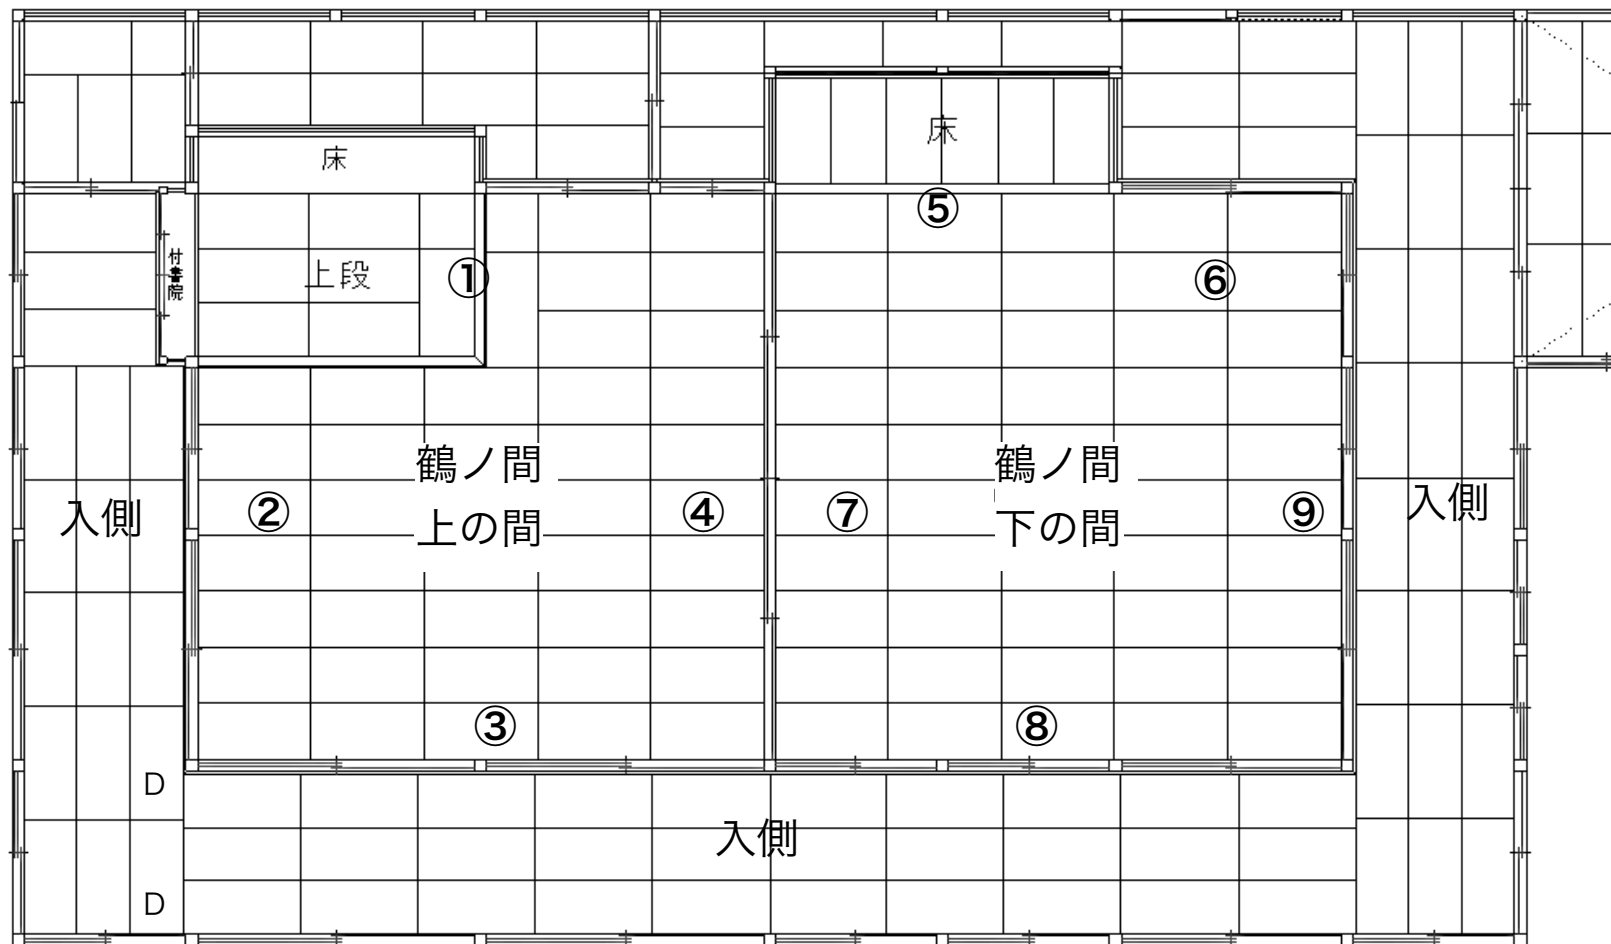 床
床
⑤
付書院
上段
①
⑥
鶴ノ間
上の間
鶴ノ間
下の間
入側
②
④
⑦
⑨
入側
③
⑧
D
入側
D